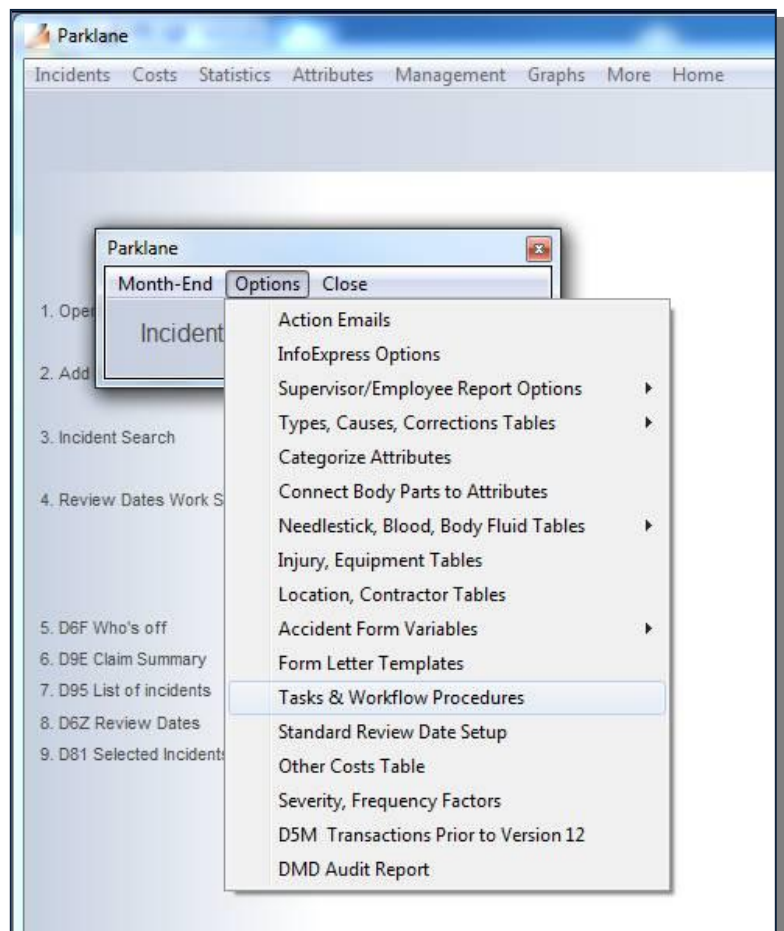 Parklane
Incidents Costs Statistics Attributes Management Graphs More Home
Parklane
Month-End Options Close
Incident
Action Emails
InfoExpress Options
Supervisor/Employee Report Options
Types, Causes, Corrections Tables
Categorize Attributes
Connect Body Parts to Attributes
Needlestick, Blood, Body Fluid Tables
Injury, Equipment Tables
Location, Contractor Tables
Accident Form Variables
Form Letter Templates
Tasks & Workflow Procedures
Standard Review Date Setup
Other Costs Table
Severity, Frequency Factors
D5M Transactions Prior to Version 12
DMD Audit Report
1.
2. Add
3. Incident Search
4. Review Dates Work
5. D6F Who's off
6. D9E Claim Summary
7. D95 List of incidents
8. D6Z Review Dates
9. D81 Selected Incidents